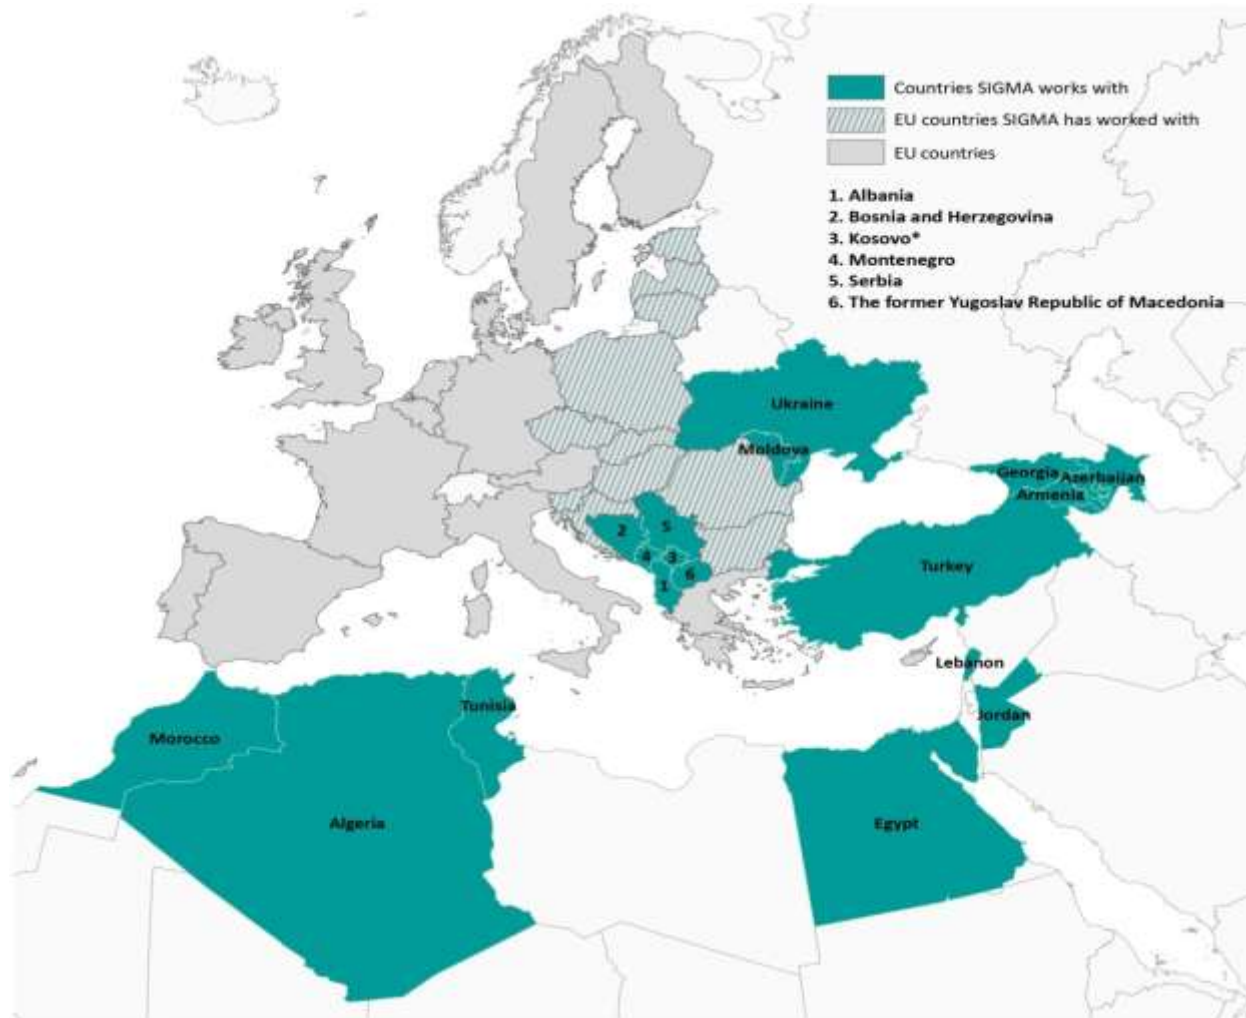 Countries SIGMA works with
EU countries SIGMA has worked with
EU countries
1. Albania
2. Bosnia and Herzegovina
3. Kosovo*
4. Montenegro
5. Serbia
6. The former Yugoslav Republic of Macedonia
Ukraine
Moldova
Georgia
Azerbaijan
Armenia
2
5
4
3
6
1
Turkey
Lebanon
Jordan
Tunisia
Morocco
Algeria
Egypt